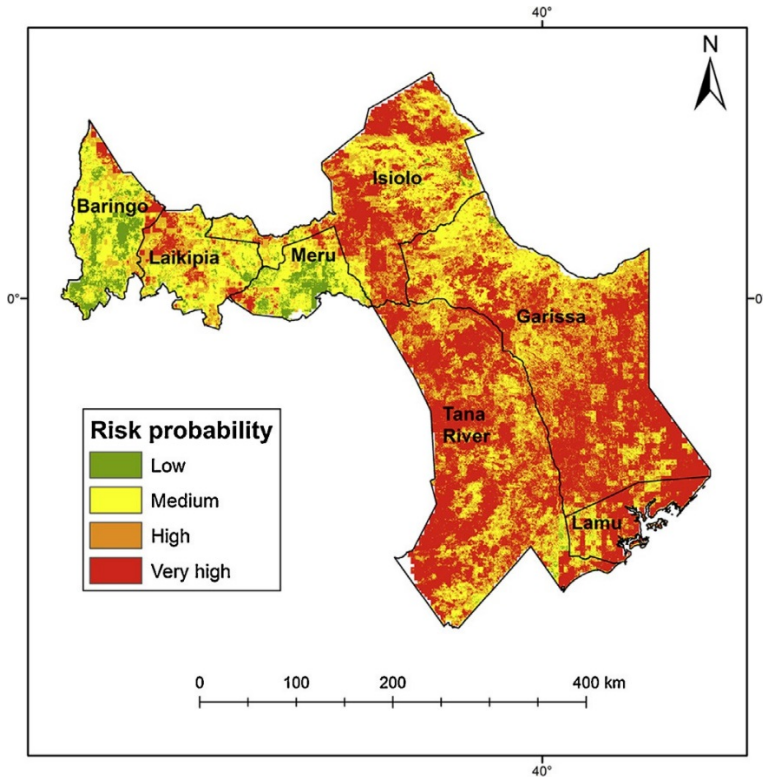 40°
N
Isiolo
Baringo
Laikipia
Meru
0°
0
Garissa
Tana
River
Lamu
Risk probability
Low
Medium
High
Very high
0 100 200 400 km
40°